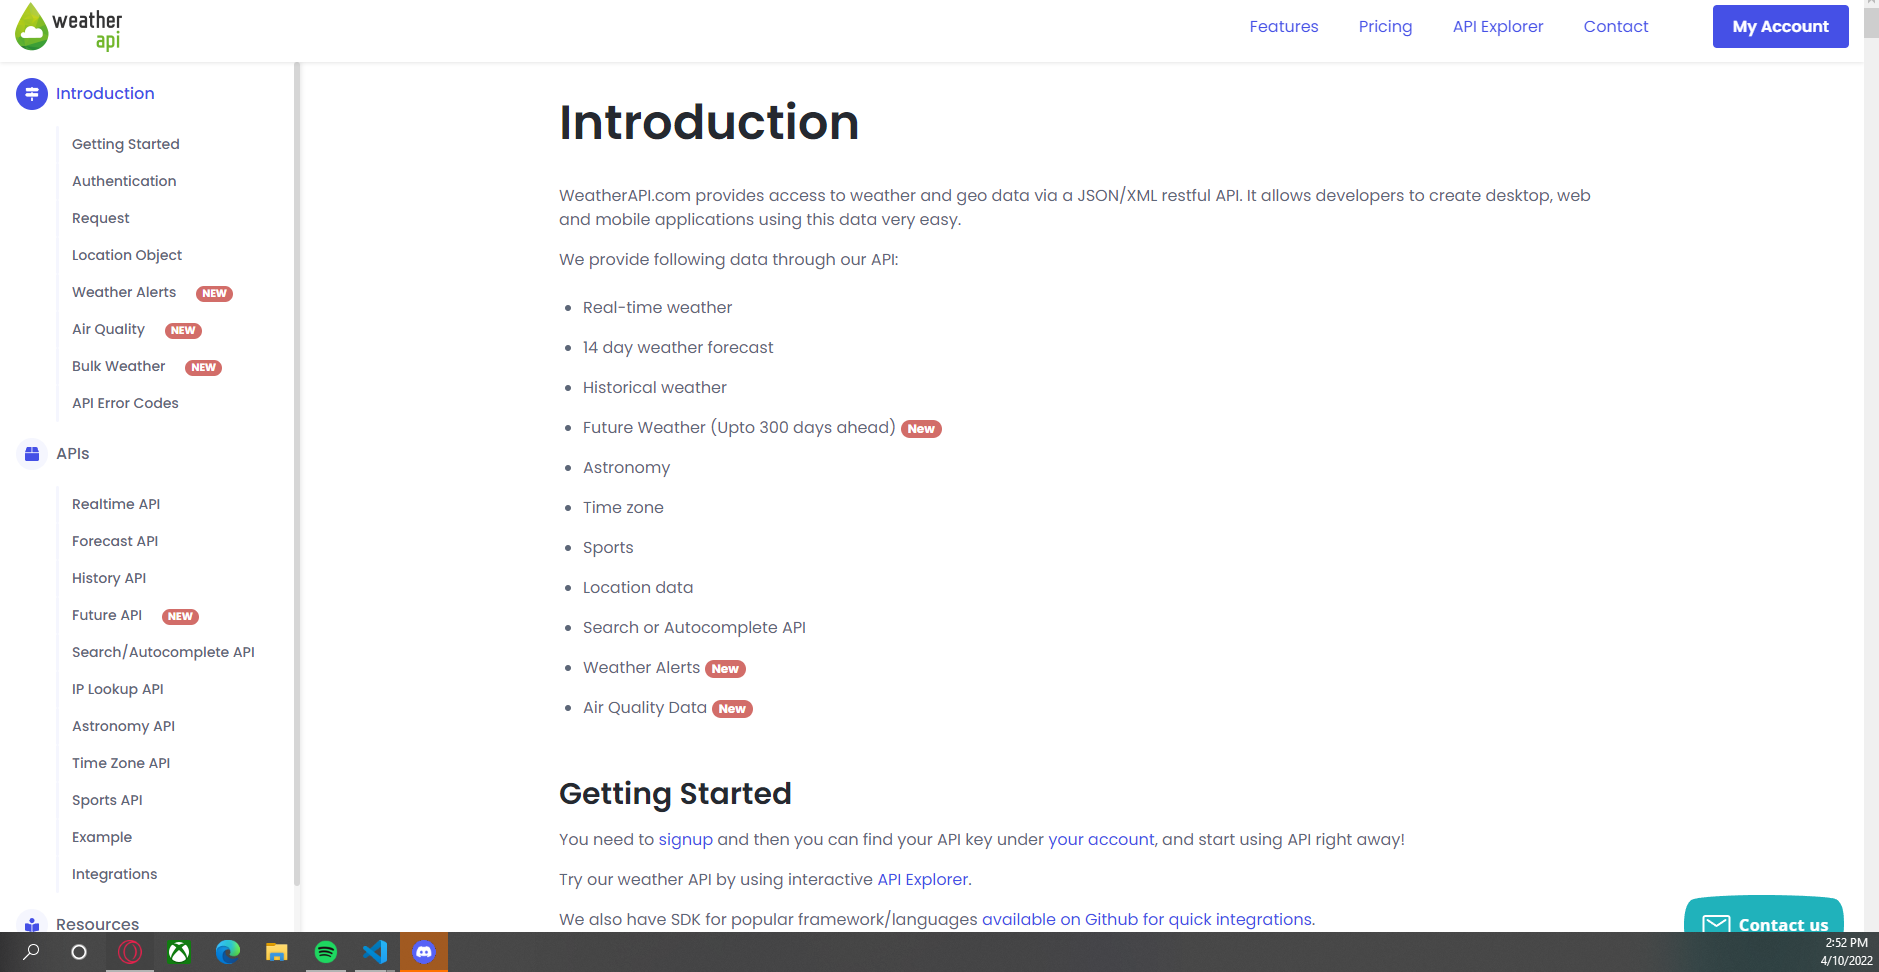 weather
api
Features
Pricing
API Explorer
Contact
My Account
Introduction
Getting Started
Authentication
Request
Location Object
Weather Alerts NEW
Air Quality NEW
Bulk Weather NEW
API Error Codes
APIs
Realtime API
Forecast API
History API
Future API NEW
Search/Autocomplete API
IP Lookup API
Astronomy API
Time Zone API
Sports API
Example
Integrations
Resources
Introduction
WeatherAPI.com provides access to weather and geo data via a JSON/XML restful API. It allows developers to create desktop, web
and mobile applications using this data very easy.
We provide following data through our API:
Real-time weather
14 day weather forecast
Historical weather
Future Weather (Upto 300 days ahead) New
Astronomy
Time zone
Sports
Location data
Search or Autocomplete API
Weather Alerts New
Air Quality Data New
Getting Started
You need to signup and then you can find your API key under your account, and start using API right away!
Try our weather API by using interactive API Explorer.
We also have SDK for popular framework/languages available on Github for quick integrations.
Contact us
2:52 PM
4/10/2022